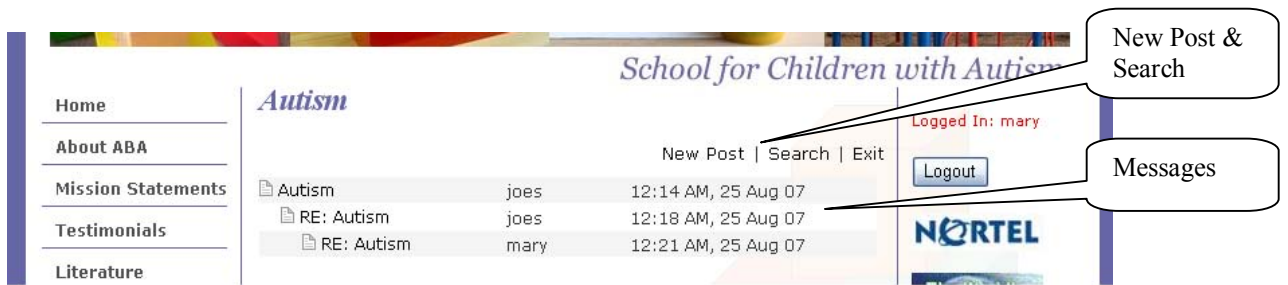 New Post &
Search
School for Children with Autism
Home
Autism
Logged In: mary
About ABA
New Post | Search | Exit
Logout
Messages
Mission Statements
Autism joes 12:14 AM, 25 Aug 07
RE: Autism joes 12:18 AM, 25 Aug 07
Testimonials
NORTEL
RE: Autism mary 12:21 AM, 25 Aug 07
Literature